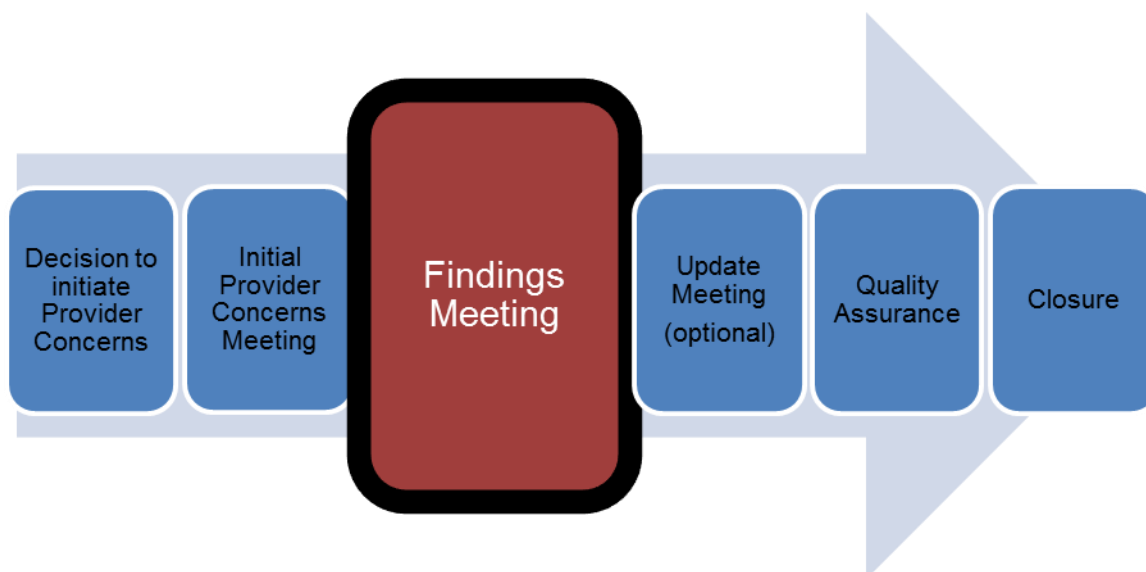 Decision to
initiate
Provider
Concerns
Initial
Provider
Concerns
Meeting
Findings
Meeting
Update
Meeting
(optional)
Quality
Assurance
Closure